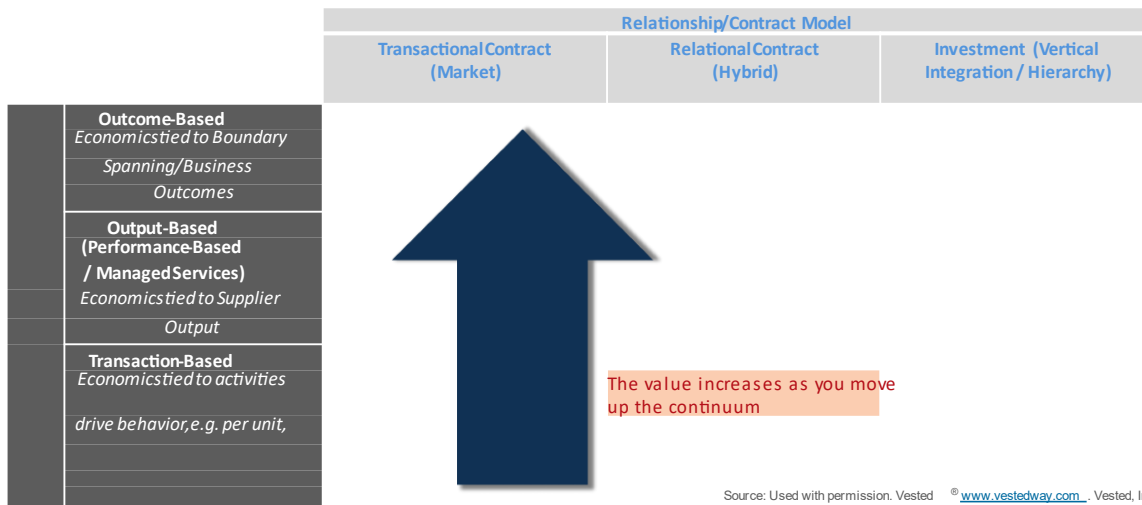 Relationship/Contract Model
Transactional Contract
(Market)
Relational Contract
(Hybrid)
Investment (Vertical
Integration / Hierarchy)
Outcome-Based
Economics tied to Boundary
Spanning/Business
Outcomes
Output-Based
(Performance-Based
/ Managed Services)
Economics tied to Supplier
Output
Transaction-Based
Economics tied to activities
drive behavior,e.g. per unit,
The value increases as you move
up the continuum
Source: Used with permission. Vested ® www.vestedway.com . Vested, I